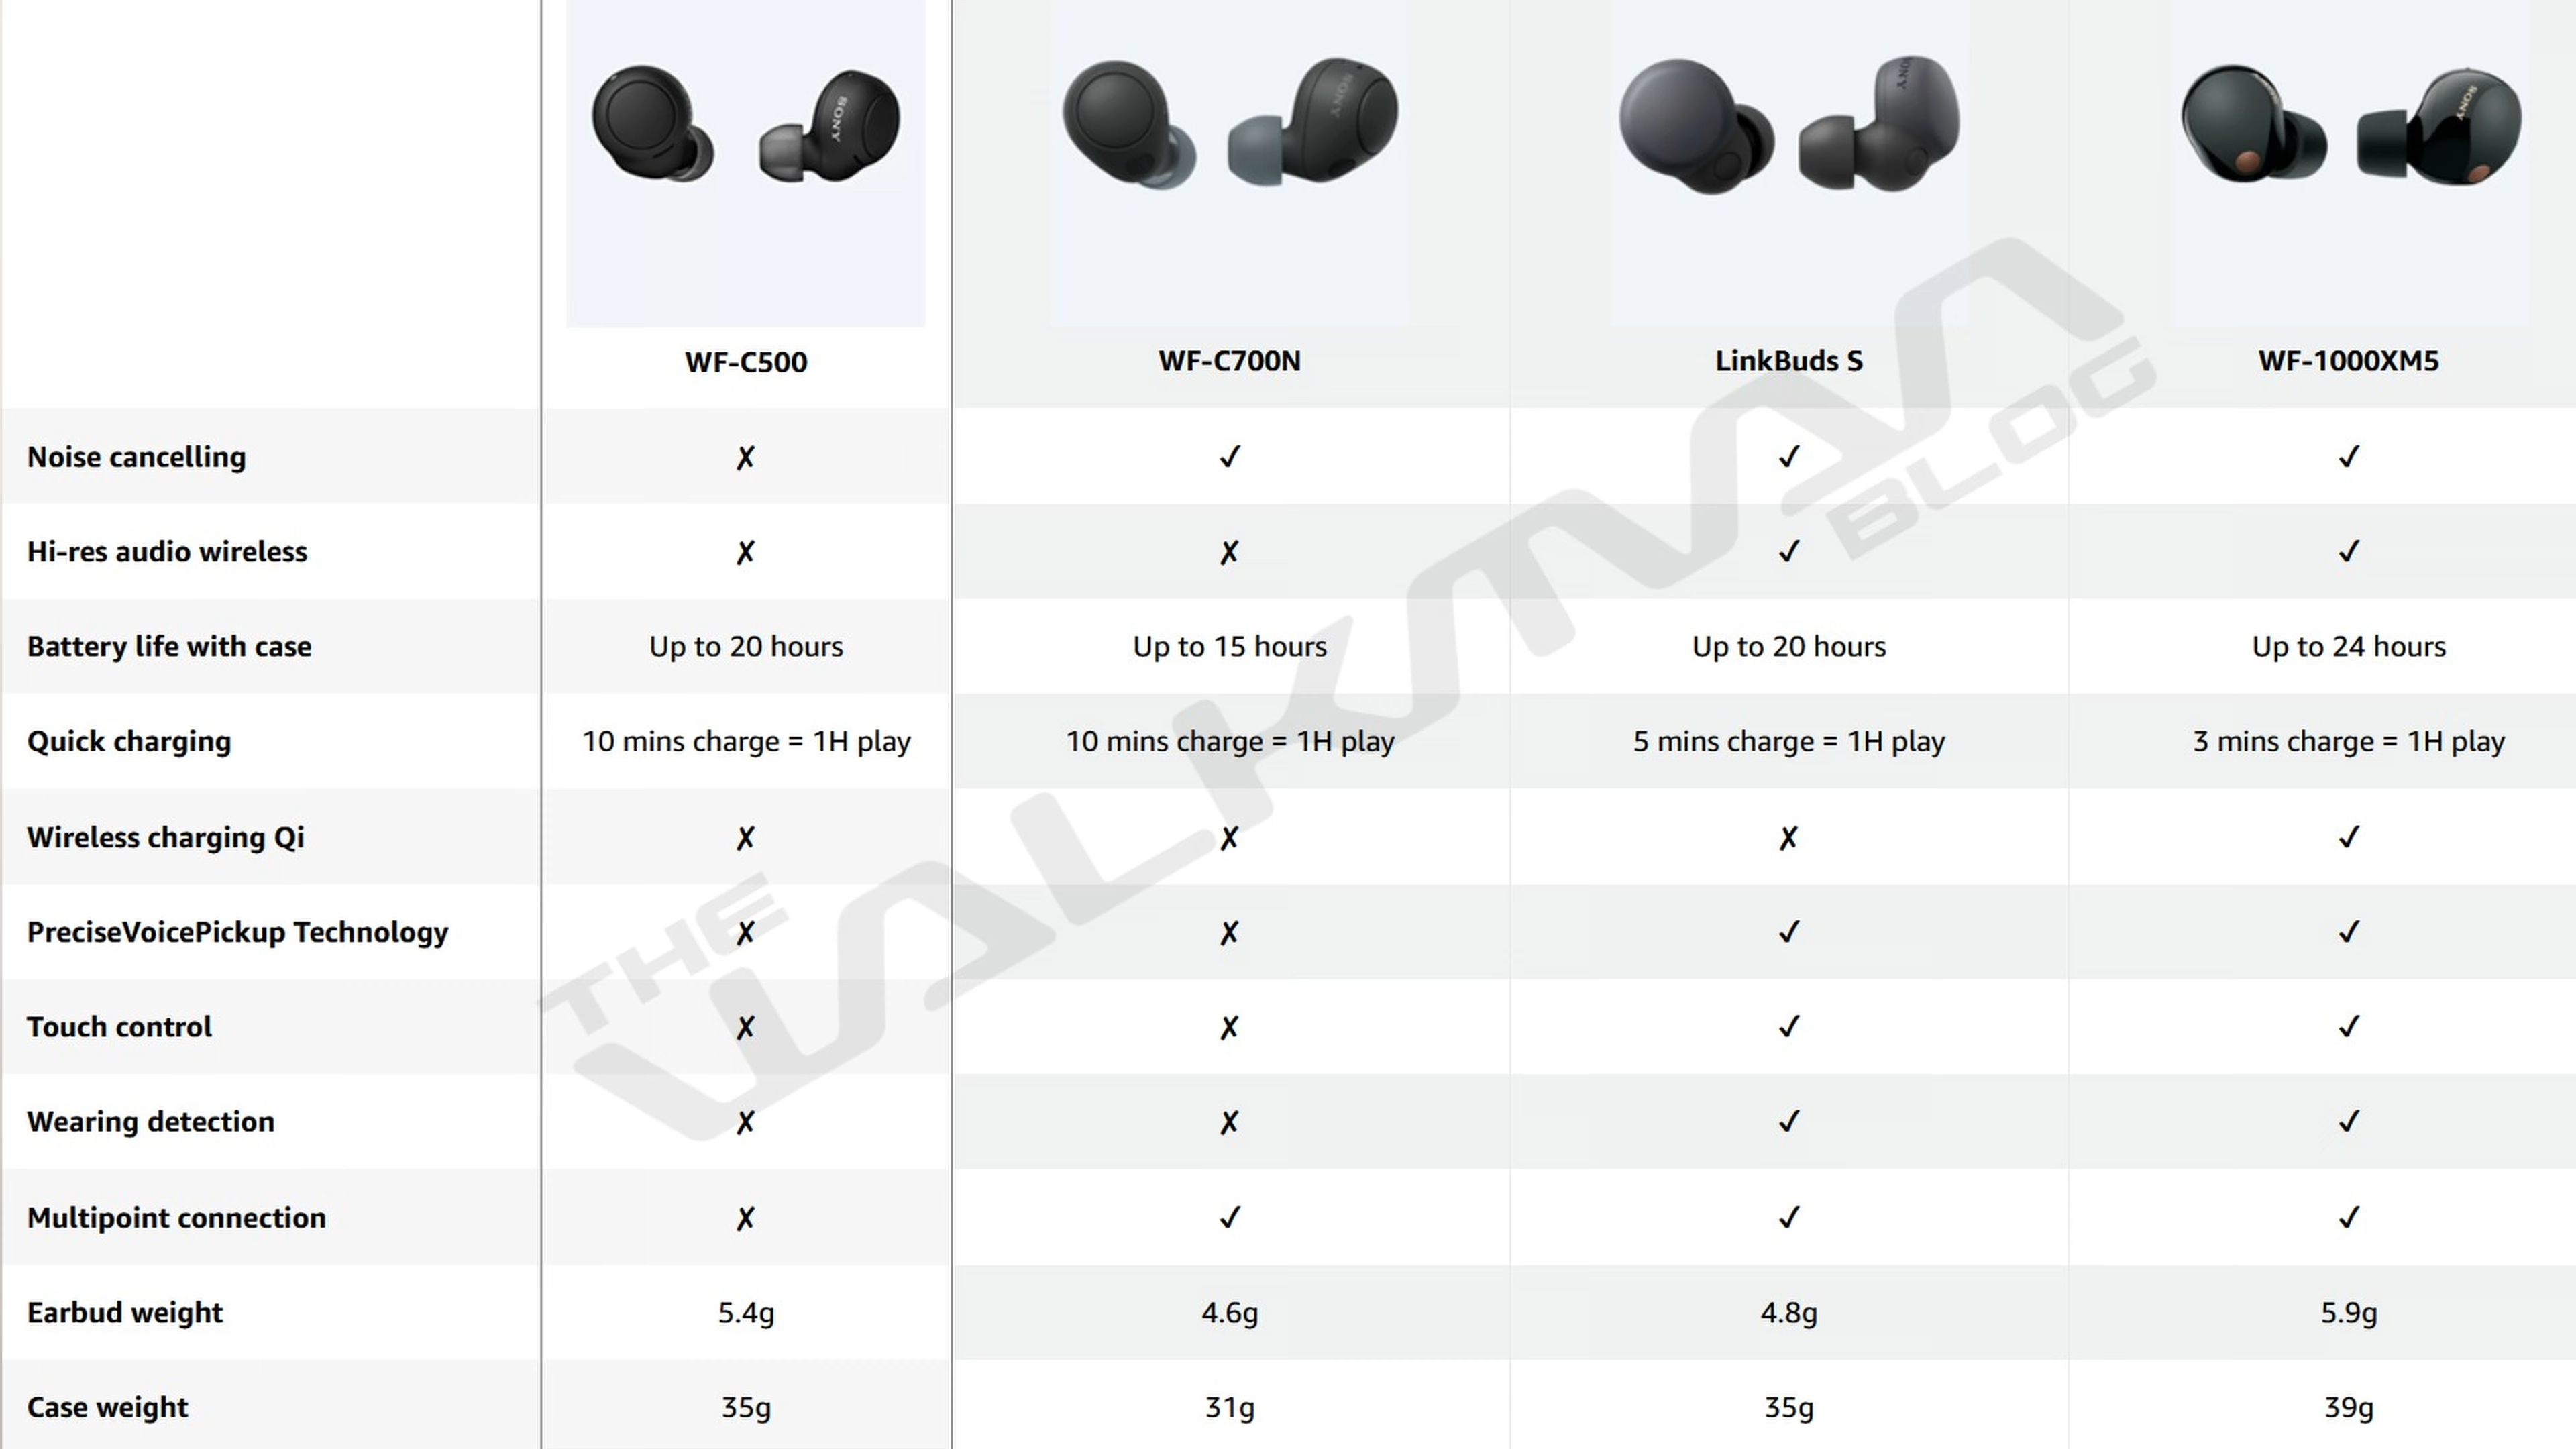 SONY SONY SONY SONY
WF-C500 WF-C700N LinkBuds S WF-1000XM5
Noise cancelling ✗ ✓ ✓ ✓
Hi-res audio wireless ✗ ✗ ✓ ✓
Battery life with case Up to 20 hours Up to 15 hours Up to 20 hours Up to 24 hours
Quick charging 10 mins charge = 1H play 10 mins charge = 1H play 5 mins charge = 1H play 3 mins charge = 1H play
Wireless charging Qi ✗ ✗ ✗ ✓
PreciseVoicePickup Technology ✗ ✗ ✓ ✓
Touch control ✗ ✗ ✓ ✓
Wearing detection ✗ ✗ ✓ ✓
Multipoint connection ✗ ✓ ✓ ✓
Earbud weight 5.4g 4.6g 4.8g 5.9g
Case weight 35g 31g 35g 39g
THE WALKMAN BLOG